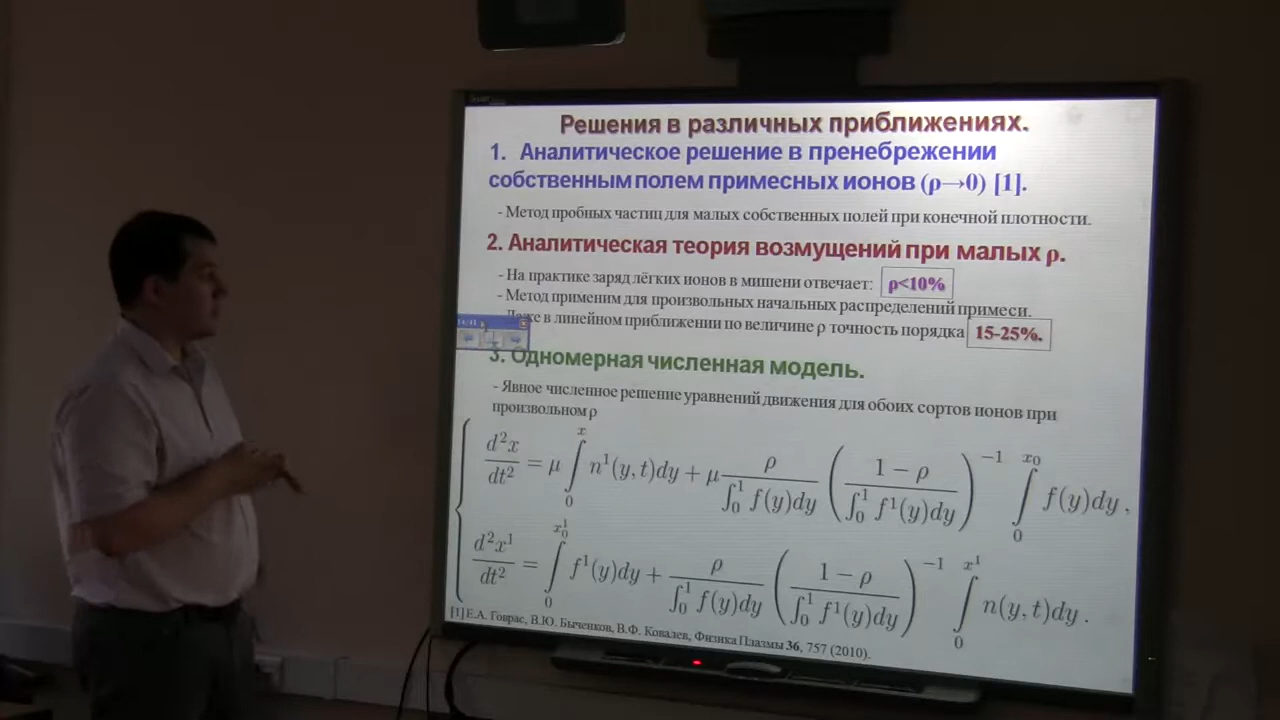 Решения в различных приближениях.
1. Аналитическое решение в пренебрежении
собственным полем примесных ионов (ρ→0) [1].
- Метод пробных частиц для малых собственных полей при конечной плотности.
2. Аналитическая теория возмущений при малых ρ.
- На практике заряд лёгких ионов в мишени отвечает: ρ<10%
- Метод применим для произвольных начальных распределений примеси.
в линейном приближении по величине ρ точность порядка 15-25%.
3. Одномерная численная модель.
- Явное численное решение уравнений движения для обоих сортов ионов при
произвольном ρ
d²x/dt² = μ ∫₀ˣ n¹(y,t)dy + μ ρ/(∫₀¹ f(y)dy) ((1 − ρ)/(∫₀¹ f¹(y)dy))⁻¹ ∫₀^{x₀} f(y)dy ,
d²x¹/dt² = ∫₀^{x₀¹} f¹(y)dy + ρ/(∫₀¹ f(y)dy) ((1 − ρ)/(∫₀¹ f¹(y)dy))⁻¹ ∫₀^{x¹} n(y,t)dy .
[1] Е.А. Говрас, В.Ю. Быченков, В.Ф. Ковалев, Физика Плазмы 36, 757 (2010).